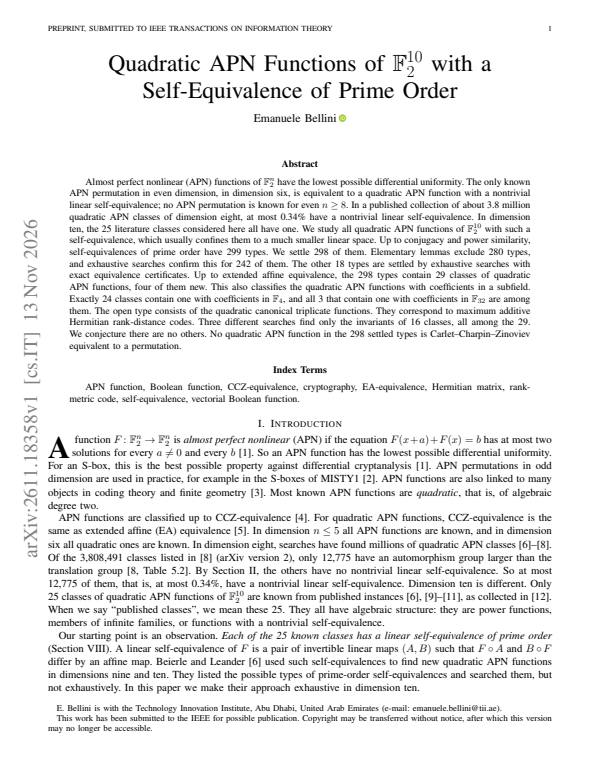 PREPRINT, SUBMITTED TO IEEE TRANSACTIONS ON INFORMATION THEORY 1
Quadratic APN Functions of 𝔽₂¹⁰ with a
Self-Equivalence of Prime Order
Emanuele Bellini
Abstract
Almost perfect nonlinear (APN) functions of 𝔽₂ⁿ have the lowest possible differential uniformity. The only known
APN permutation in even dimension, in dimension six, is equivalent to a quadratic APN function with a nontrivial
linear self-equivalence; no APN permutation is known for even n ≥ 8. In a published collection of about 3.8 million
quadratic APN classes of dimension eight, at most 0.34% have a nontrivial linear self-equivalence. In dimension
ten, the 25 literature classes considered here all have one. We study all quadratic APN functions of 𝔽₂¹⁰ with such a
self-equivalence, which usually confines them to a much smaller linear space. Up to conjugacy and power similarity,
self-equivalences of prime order have 299 types. We settle 298 of them. Elementary lemmas exclude 280 types,
and exhaustive searches confirm this for 242 of them. The other 18 types are settled by exhaustive searches with
exact equivalence certificates. Up to extended affine equivalence, the 298 types contain 29 classes of quadratic
APN functions, four of them new. This also classifies the quadratic APN functions with coefficients in a subfield.
Exactly 24 classes contain one with coefficients in 𝔽₄, and all 3 that contain one with coefficients in 𝔽₃₂ are among
them. The open type consists of the quadratic canonical triplicate functions. They correspond to maximum additive
Hermitian rank-distance codes. Three different searches find only the invariants of 16 classes, all among the 29.
We conjecture there are no others. No quadratic APN function in the 298 settled types is Carlet–Charpin–Zinoviev
equivalent to a permutation.
Index Terms
APN function, Boolean function, CCZ-equivalence, cryptography, EA-equivalence, Hermitian matrix, rank-
metric code, self-equivalence, vectorial Boolean function.
I. INTRODUCTION
A function F: 𝔽₂ⁿ → 𝔽₂ⁿ is almost perfect nonlinear (APN) if the equation F(x+a)+F(x) = b has at most two
solutions for every a ≠ 0 and every b [1]. So an APN function has the lowest possible differential uniformity.
For an S-box, this is the best possible property against differential cryptanalysis [1]. APN permutations in odd
dimension are used in practice, for example in the S-boxes of MISTY1 [2]. APN functions are also linked to many
objects in coding theory and finite geometry [3]. Most known APN functions are quadratic, that is, of algebraic
degree two.
APN functions are classified up to CCZ-equivalence [4]. For quadratic APN functions, CCZ-equivalence is the
same as extended affine (EA) equivalence [5]. In dimension n ≤ 5 all APN functions are known, and in dimension
six all quadratic ones are known. In dimension eight, searches have found millions of quadratic APN classes [6]–[8].
Of the 3,808,491 classes listed in [8] (arXiv version 2), only 12,775 have an automorphism group larger than the
translation group [8, Table 5.2]. By Section II, the others have no nontrivial linear self-equivalence. So at most
12775 of them, that is, at most 0.34%, have a nontrivial linear self-equivalence. Dimension ten is different. Only
25 classes of quadratic APN functions of 𝔽₂¹⁰ are known from published instances [6], [9]–[11], as collected in [12].
When we say “published classes”, we mean these 25. They all have algebraic structure: they are power functions,
members of infinite families, or functions with a nontrivial self-equivalence.
Our starting point is an observation. Each of the 25 known classes has a linear self-equivalence of prime order
(Section VIII). A linear self-equivalence of F is a pair of invertible linear maps (A, B) such that F ∘ A and B ∘ F
differ by an affine map. Beierle and Leander [6] used such self-equivalences to find new quadratic APN functions
in dimensions nine and ten. They listed the possible types of prime-order self-equivalences and searched them, but
not exhaustively. In this paper we make their approach exhaustive in dimension ten.
E. Bellini is with the Technology Innovation Institute, Abu Dhabi, United Arab Emirates (e-mail: emanuele.bellini@tii.ae).
This work has been submitted to the IEEE for possible publication. Copyright may be transferred without notice, after which this version
may no longer be accessible.
arXiv:2611.18358v1 [cs.IT] 13 Nov 2026